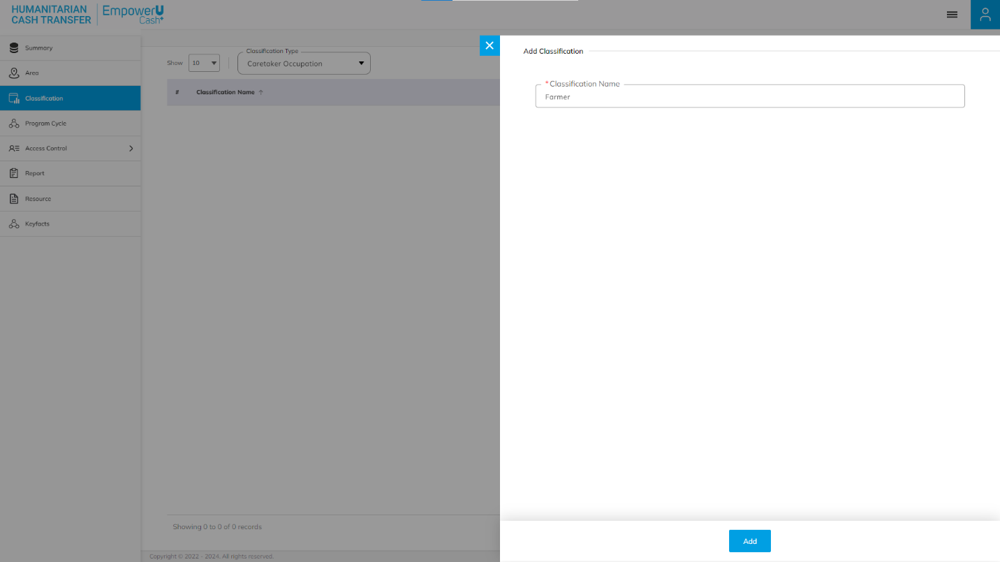 HUMANITARIAN
CASH TRANSFER
EmpowerU
Cash+
Summary
Area
Classification
Program Cycle
Access Control
Report
Resource
Keyfacts
Show
10
Classification Type
Caretaker Occupation
#
Classification Name ↑
Showing 0 to 0 of 0 records
Copyright © 2022 - 2024. All rights reserved.
Add Classification
* Classification Name
Farmer
Add